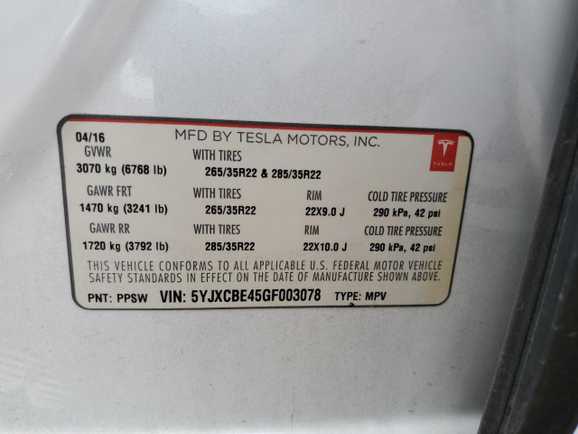 04/16 MFD BY TESLA MOTORS, INC.
GVWR WITH TIRES
3070 kg (6768 lb) 265/35R22 & 285/35R22
TESLA
GAWR FRT WITH TIRES RIM COLD TIRE PRESSURE
1470 kg (3241 lb) 265/35R22 22X9.0 J 290 kPa, 42 psi
GAWR RR WITH TIRES RIM COLD TIRE PRESSURE
1720 kg (3792 lb) 285/35R22 22X10.0 J 290 kPa, 42 psi
THIS VEHICLE CONFORMS TO ALL APPLICABLE U.S. FEDERAL MOTOR VEHICLE
SAFETY STANDARDS IN EFFECT ON THE DATE OF MANUFACTURE SHOWN ABOVE.
PNT: PPSW VIN: 5YJXCBE45GF003078 TYPE: MPV